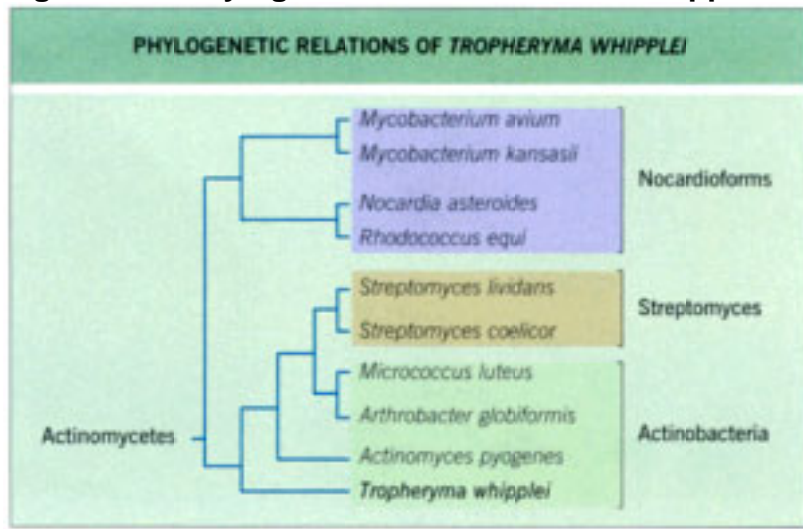 PHYLOGENETIC RELATIONS OF TROPHERYMA WHIPPLEI
Mycobacterium avium
Mycobacterium kansasii
Nocardioforms
Nocardia asteroides
Rhodococcus equi
Streptomyces lividans
Streptomyces
Streptomyces coelicor
Micrococcus luteus
Arthrobacter globiformis
Actinomycetes
Actinobacteria
Actinomyces pyogenes
Tropheryma whipplei